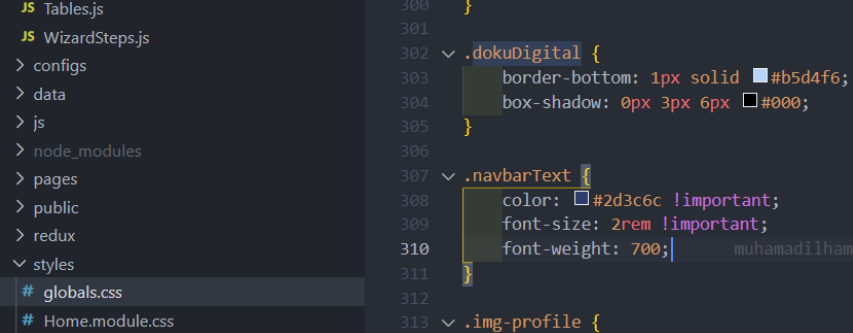 Tables.js
WizardSteps.js
configs
data
js
node_modules
pages
public
redux
styles
# globals.css
# Home.module.css
300 }
301
302 .dokuDigital {
303 border-bottom: 1px solid #b5d4f6;
304 box-shadow: 0px 3px 6px #000;
305 }
306
307 .navbarText {
308 color: #2d3c6c !important;
309 font-size: 2rem !important;
310 font-weight: 700; muhamadilham
311 }
312
313 .img-profile {